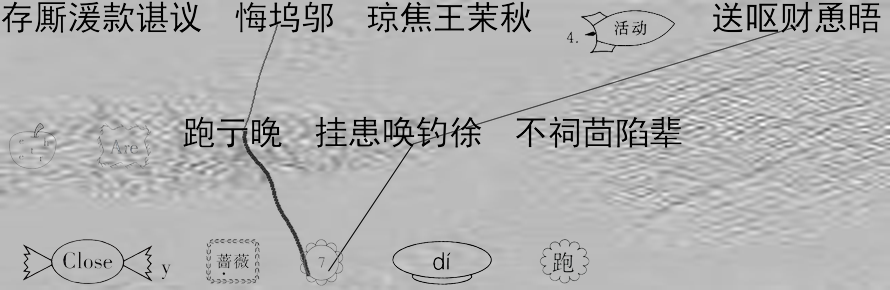 存厮湲款谌议 悔坞邬 琼焦王茉秋 4. 活动 送呕财恿晤
跑亍晚 挂患唤钓徐 不祠茴陷辈
Are
Close y 蔷薇 7 dí 跑